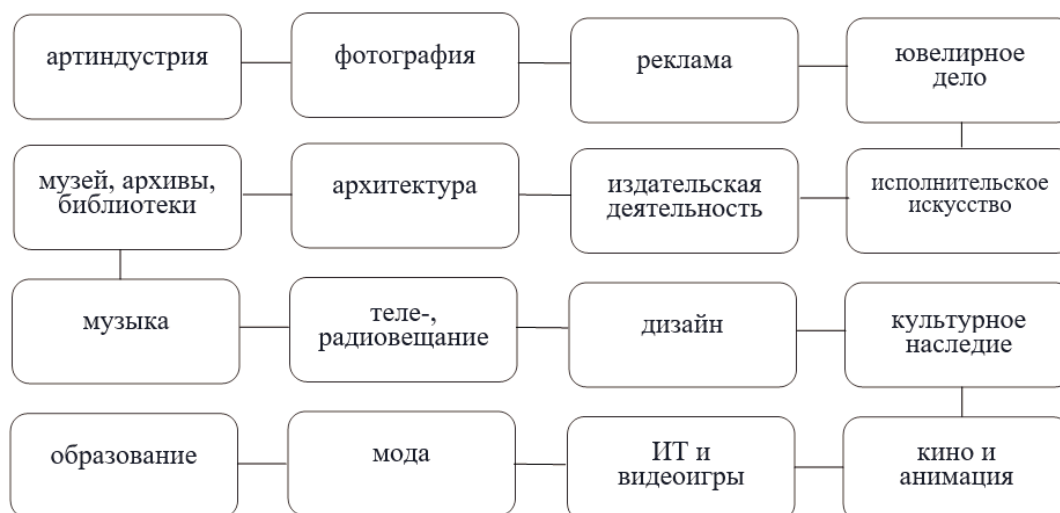 артиндустрия
фотография
реклама
ювелирное
дело
музей, архивы,
библиотеки
архитектура
издательская
деятельность
исполнительское
искусство
музыка
теле-,
радиовещание
дизайн
культурное
наследие
образование
мода
ИТ и
видеоигры
кино и
анимация